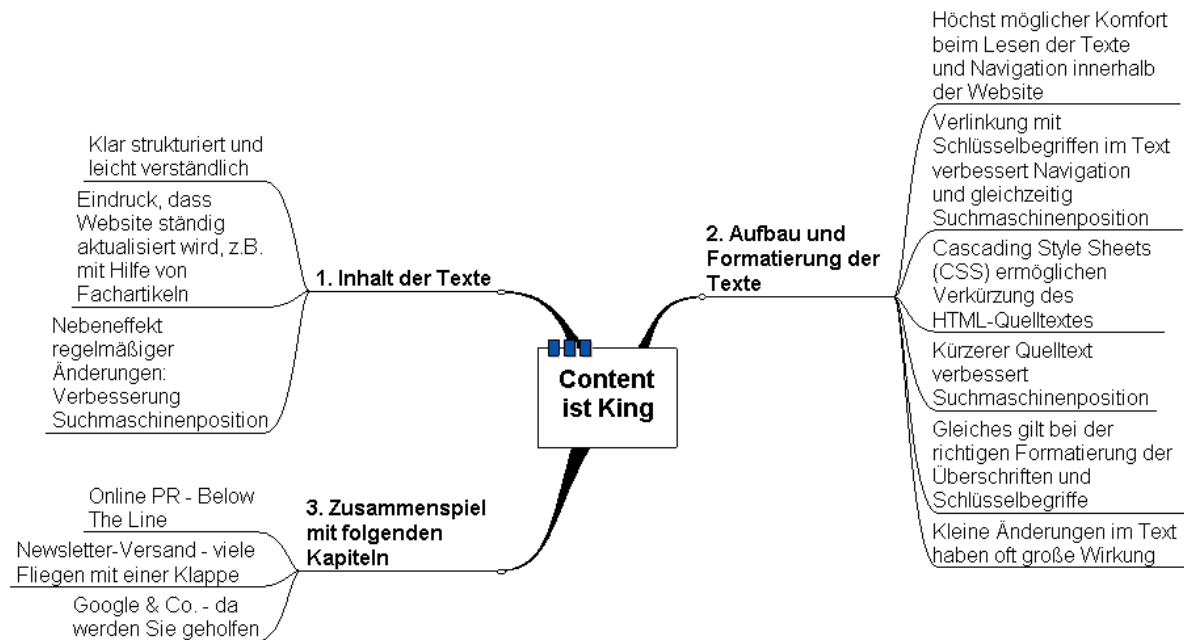 Content
ist King
1. Inhalt der Texte
Klar strukturiert und
leicht verständlich
Eindruck, dass
Website ständig
aktualisiert wird, z.B.
mit Hilfe von
Fachartikeln
Nebeneffekt
regelmäßiger
Änderungen:
Verbesserung
Suchmaschinenposition
2. Aufbau und
Formatierung der
Texte
Höchst möglicher Komfort
beim Lesen der Texte
und Navigation innerhalb
der Website
Verlinkung mit
Schlüsselbegriffen im Text
verbessert Navigation
und gleichzeitig
Suchmaschinenposition
Cascading Style Sheets
(CSS) ermöglichen
Verkürzung des
HTML-Quelltextes
Kürzerer Quelltext
verbessert
Suchmaschinenposition
Gleiches gilt bei der
richtigen Formatierung der
Überschriften und
Schlüsselbegriffe
Kleine Änderungen im Text
haben oft große Wirkung
3. Zusammenspiel
mit folgenden
Kapiteln
Online PR - Below
The Line
Newsletter-Versand - viele
Fliegen mit einer Klappe
Google & Co. - da
werden Sie geholfen